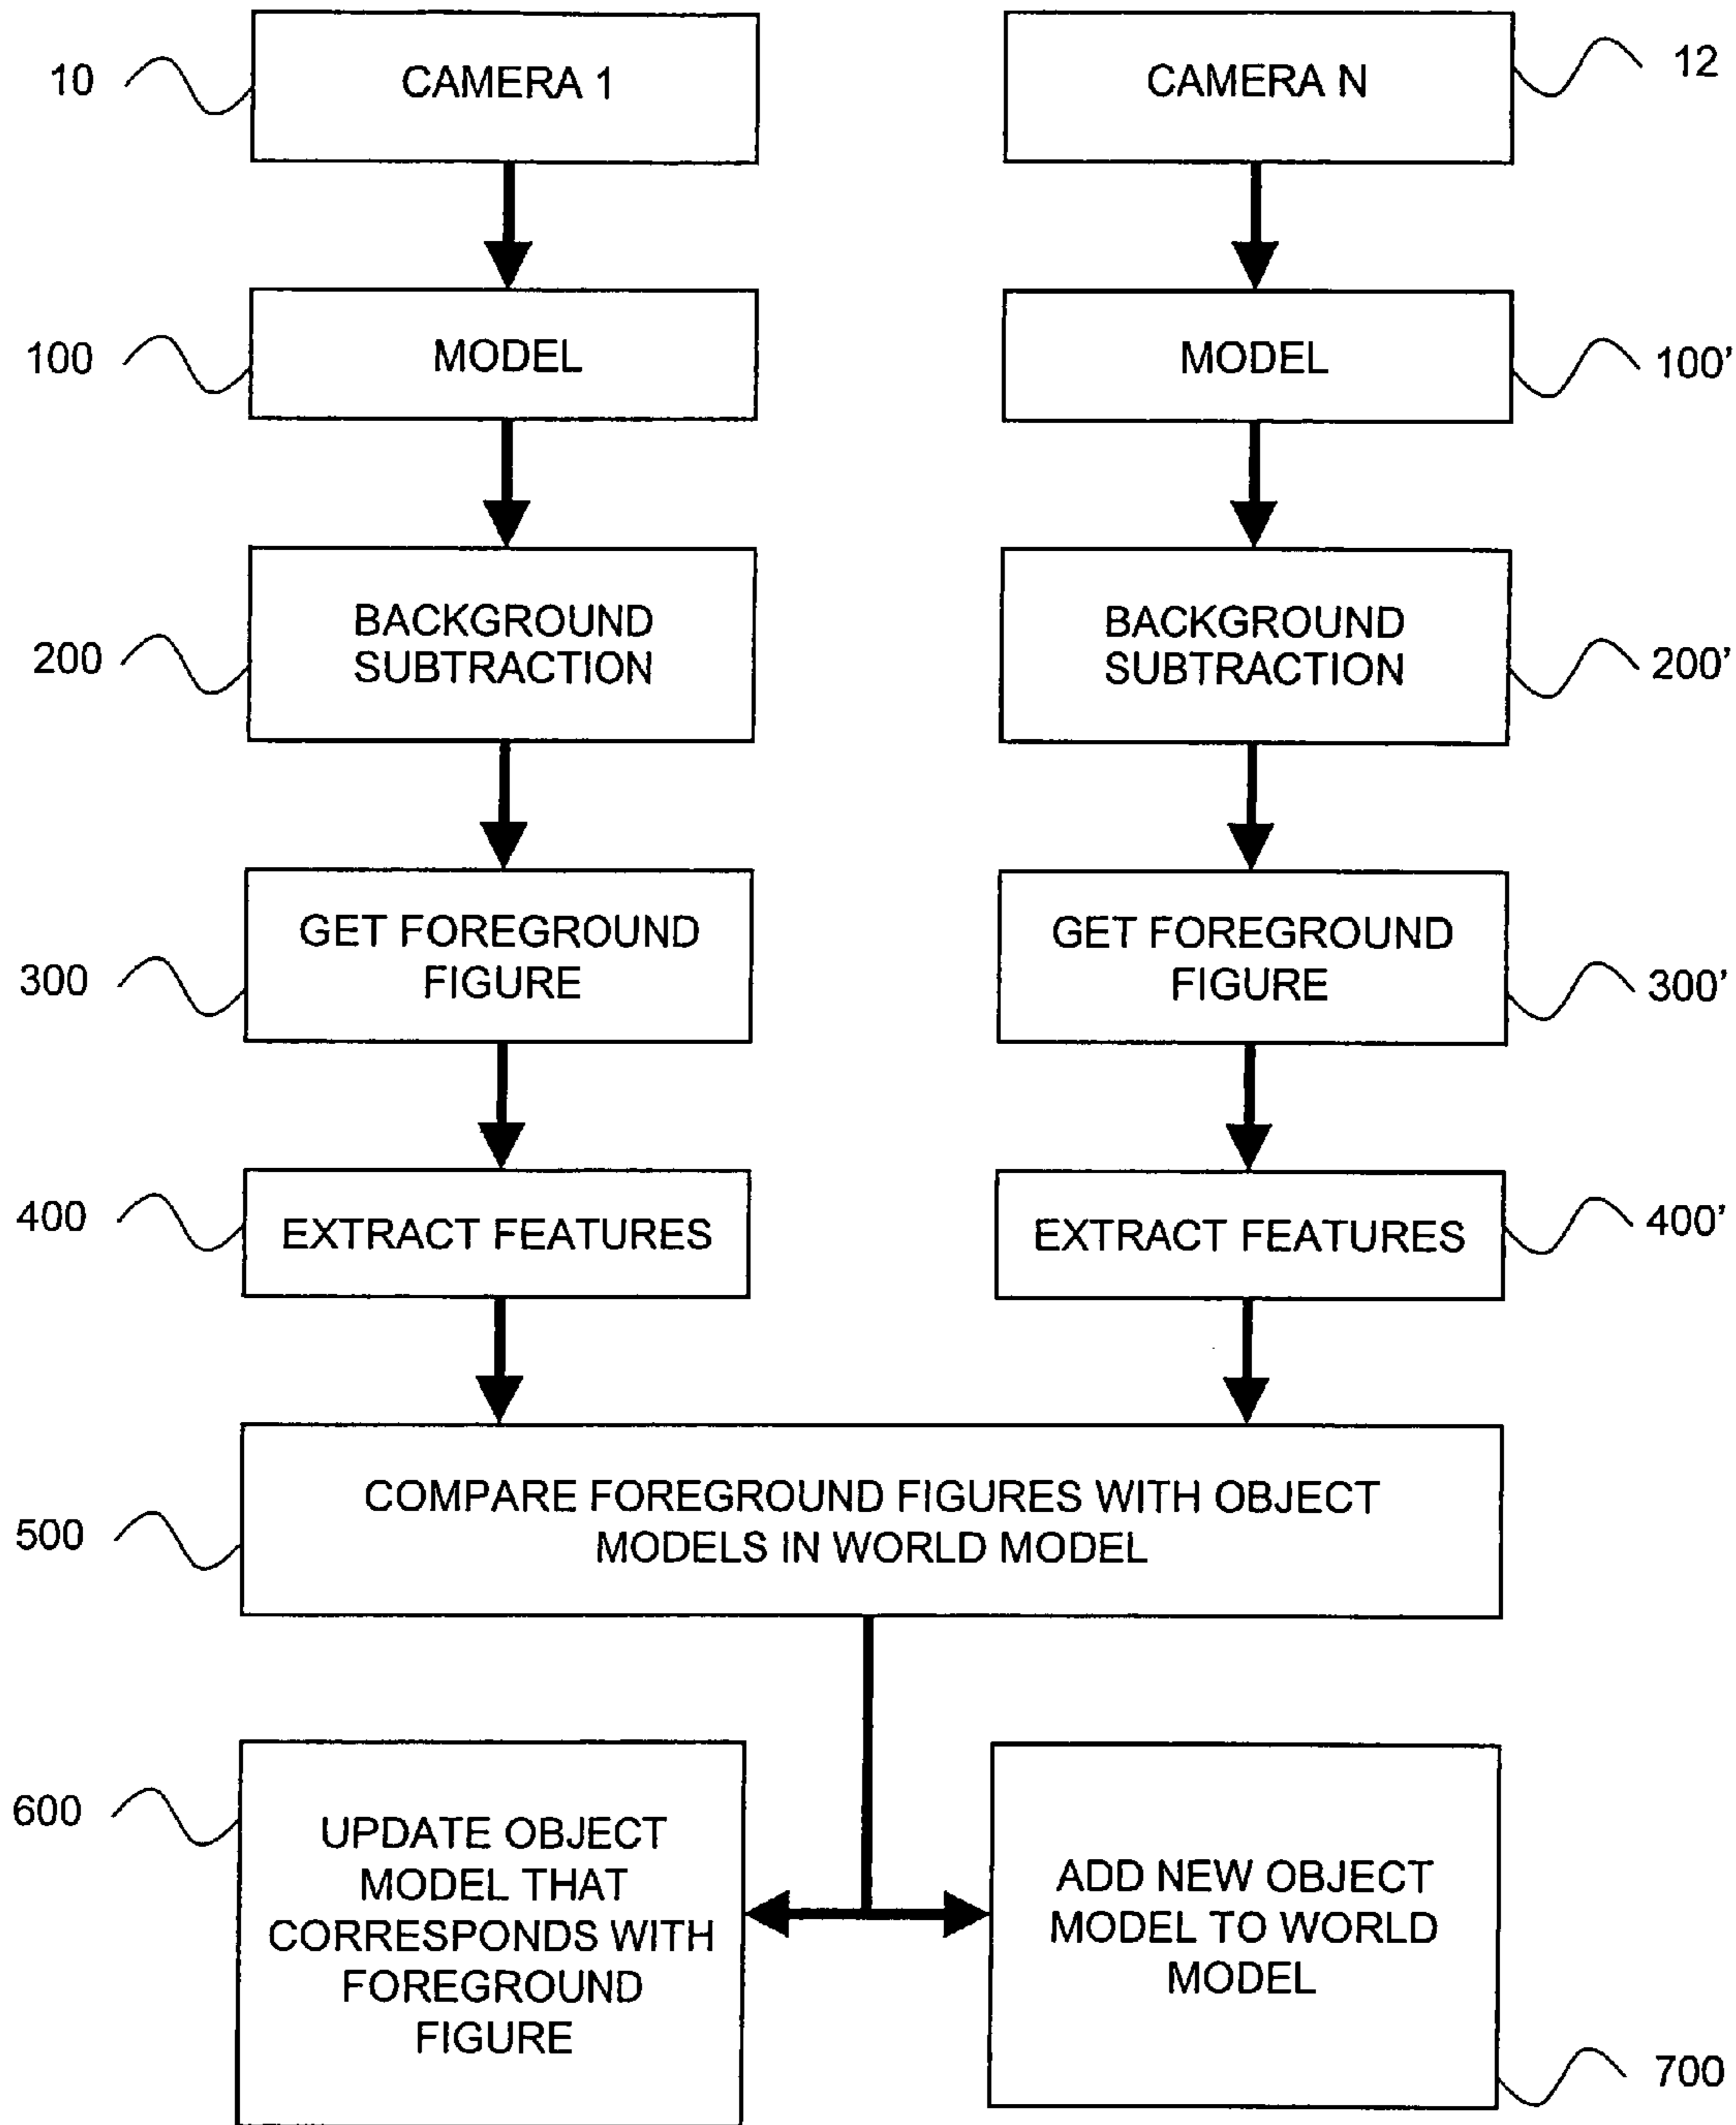 10
CAMERA 1
CAMERA N
12
100
MODEL
MODEL
100'
200
BACKGROUND
SUBTRACTION
BACKGROUND
SUBTRACTION
200'
300
GET FOREGROUND
FIGURE
GET FOREGROUND
FIGURE
300'
400
EXTRACT FEATURES
EXTRACT FEATURES
400'
500
COMPARE FOREGROUND FIGURES WITH OBJECT
MODELS IN WORLD MODEL
600
UPDATE OBJECT
MODEL THAT
CORRESPONDS WITH
FOREGROUND
FIGURE
ADD NEW OBJECT
MODEL TO WORLD
MODEL
700